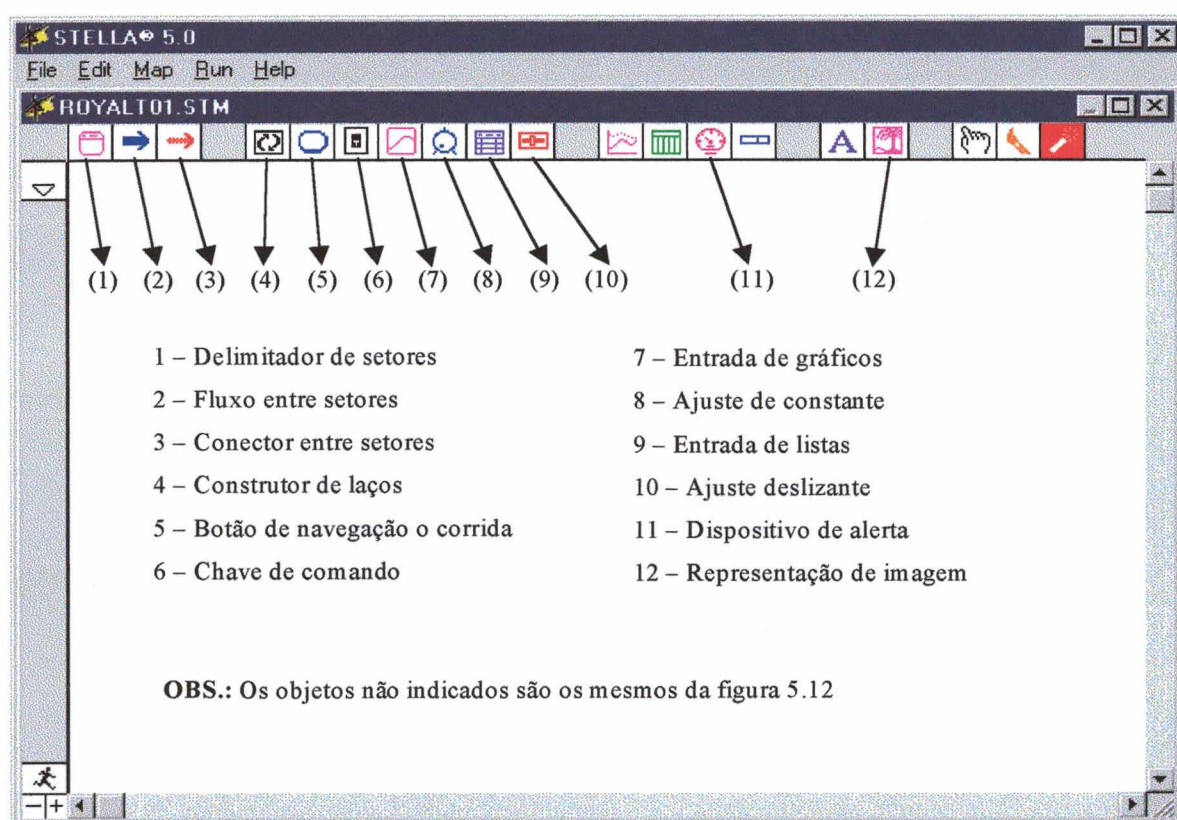 STELLA® 5.0
File Edit Map Run Help
ROYALT01.STM
A
(1) (2) (3) (4) (5) (6) (7) (8) (9) (10) (11) (12)
1 – Delimitador de setores
2 – Fluxo entre setores
3 – Conector entre setores
4 – Construtor de laços
5 – Botão de navegação o corrida
6 – Chave de comando
7 – Entrada de gráficos
8 – Ajuste de constante
9 – Entrada de listas
10 – Ajuste deslizante
11 – Dispositivo de alerta
12 – Representação de imagem
OBS.: Os objetos não indicados são os mesmos da figura 5.12